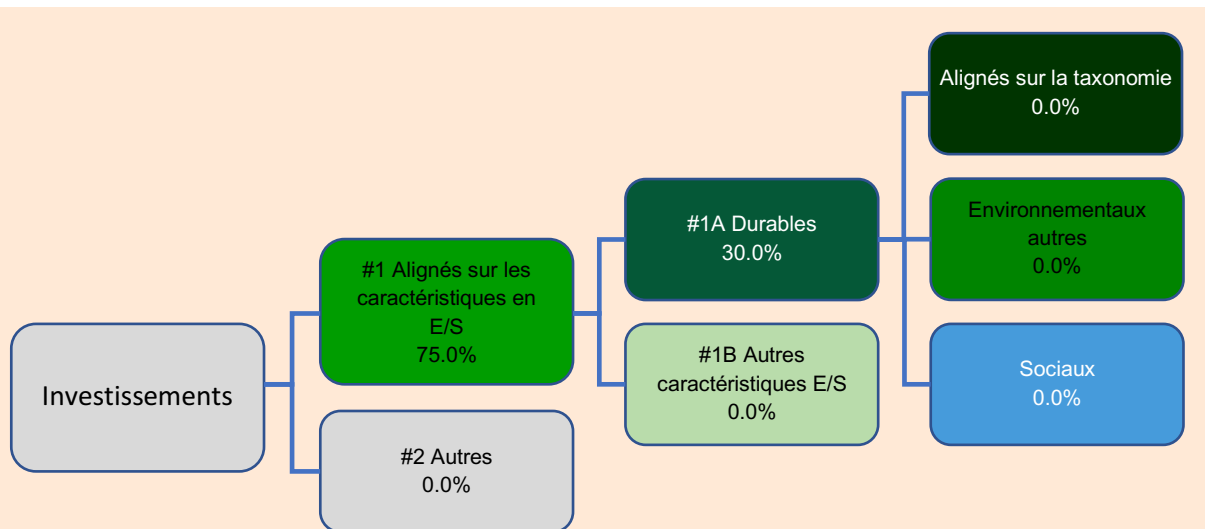 Investissements
#1 Alignés sur les
caractéristiques en
E/S
75.0%
#2 Autres
0.0%
#1A Durables
30.0%
#1B Autres
caractéristiques E/S
0.0%
Alignés sur la taxonomie
0.0%
Environnementaux
autres
0.0%
Sociaux
0.0%